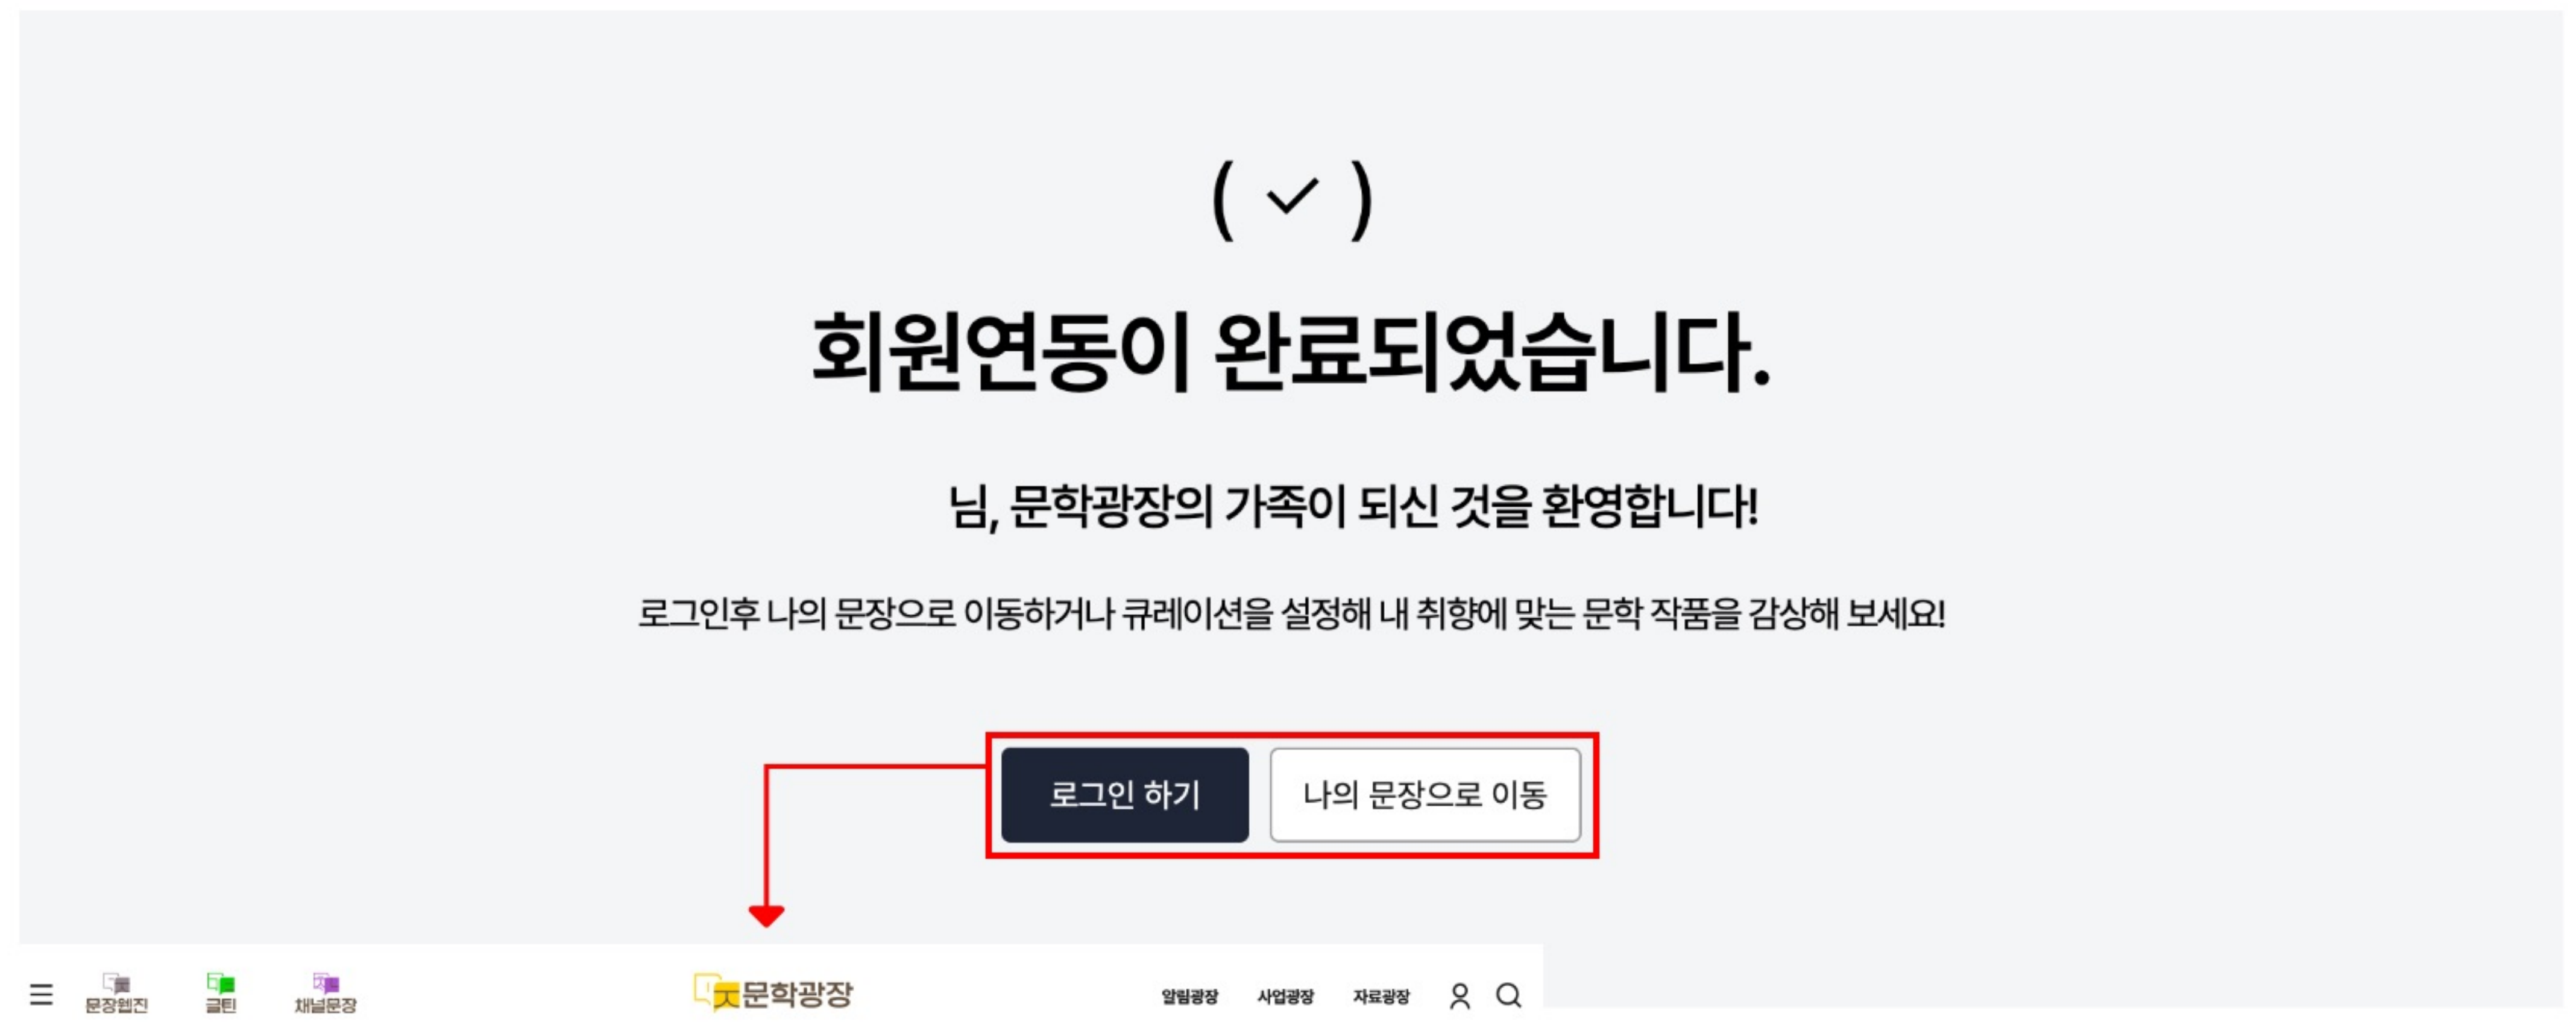 회원연동이 완료되었습니다.
님, 문학광장의 가족이 되신 것을 환영합니다!
로그인후 나의 문장으로 이동하거나 큐레이션을 설정해 내 취향에 맞는 문학 작품을 감상해 보세요!
로그인 하기 나의 문장으로 이동
문장웹진 글틴 채널문장 문학광장 알림광장 사업광장 자료광장